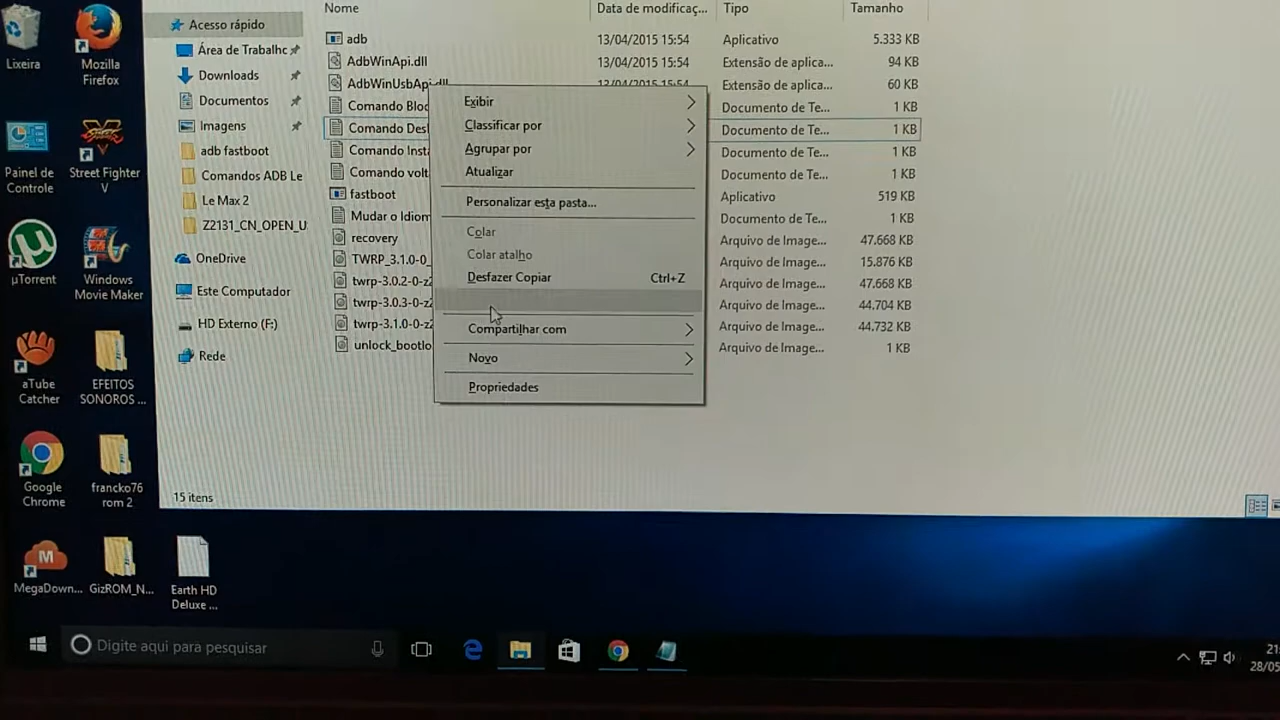 Nome
Data de modificaç...
Tipo
Tamanho
Acesso rápido
Área de Trabalhc
Downloads
Documentos
Imagens
adb fastboot
Comandos ADB Le
Le Max 2
Z2131_CN_OPEN_U
OneDrive
Este Computador
HD Externo (F:)
Rede
15 itens
adb
13/04/2015 15:54
Aplicativo
5.333 KB
AdbWinApi.dll
13/04/2015 15:54
Extensão de aplica...
94 KB
AdbWinUsbApi.dll
13/04/2015 15:54
Extensão de aplica...
60 KB
Comando Bloc
Documento de Te...
1 KB
Comando Desl
Documento de Te...
1 KB
Comando Insta
Documento de Te...
1 KB
Comando volta
Documento de Te...
1 KB
fastboot
Aplicativo
519 KB
Mudar o Idiom
Documento de Te...
1 KB
recovery
Arquivo de Image...
47.668 KB
TWRP_3.1.0-0_
Arquivo de Image...
15.876 KB
twrp-3.0.2-0-z2
Arquivo de Image...
47.668 KB
twrp-3.0.3-0-z2
Arquivo de Image...
44.704 KB
twrp-3.1.0-0-z2
Arquivo de Image...
44.732 KB
unlock_bootlo
Arquivo de Image...
1 KB
Exibir
Classificar por
Agrupar por
Atualizar
Personalizar esta pasta...
Colar
Colar atalho
Desfazer Copiar
Ctrl+Z
Compartilhar com
Novo
Propriedades
Lixeira
Mozilla
Firefox
Painel de
Controle
Street Fighter
V
µTorrent
Windows
Movie Maker
aTube
Catcher
EFEITOS
SONOROS ...
Google
Chrome
francko76
rom 2
MegaDown...
GizROM_N...
Earth HD
Deluxe ...
Digite aqui para pesquisar
21:
28/05